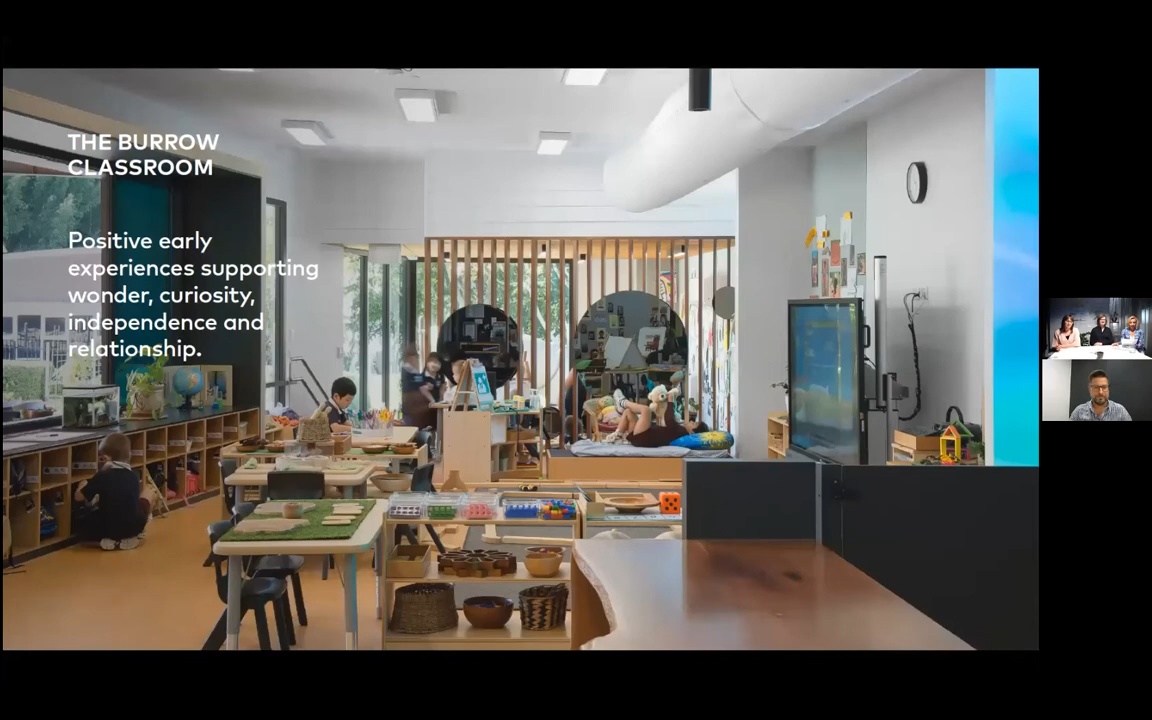 THE BURROW
CLASSROOM
Positive early
experiences supporting
wonder, curiosity,
independence and
relationship.